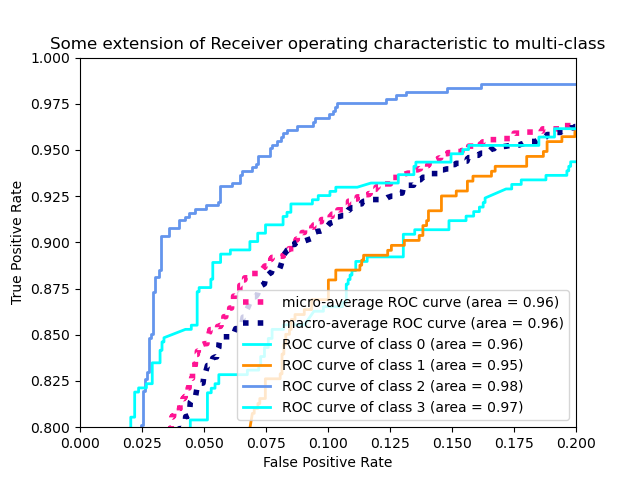 Some extension of Receiver operating characteristic to multi-class
1.000
0.975
0.950
0.925
0.900
0.875
0.850
0.825
0.800
True Positive Rate
micro-average ROC curve (area = 0.96)
macro-average ROC curve (area = 0.96)
ROC curve of class 0 (area = 0.96)
ROC curve of class 1 (area = 0.95)
ROC curve of class 2 (area = 0.98)
ROC curve of class 3 (area = 0.97)
0.000 0.025 0.050 0.075 0.100 0.125 0.150 0.175 0.200
False Positive Rate